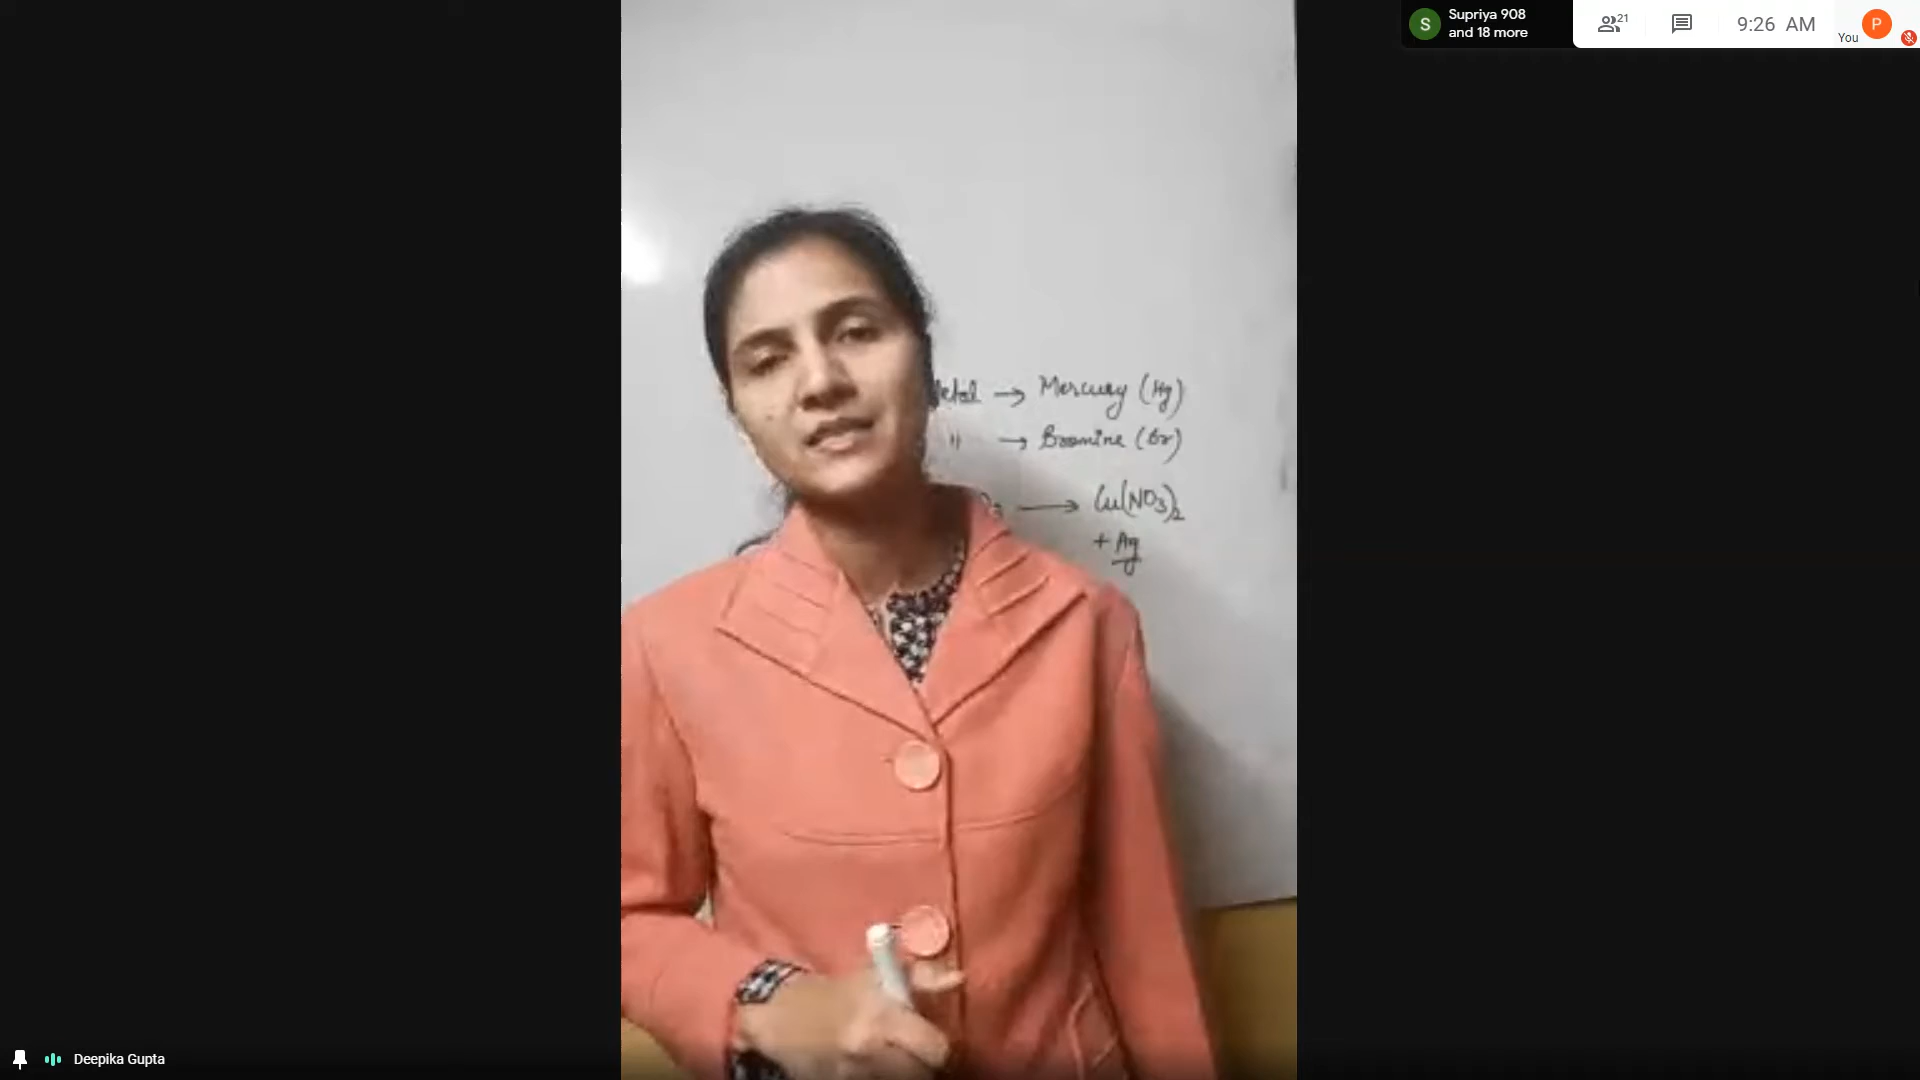 S
Supriya 908
and 18 more
21
9:26 AM
You
P
Metal → Mercury (Hg)
" → Bromine (Br)
→ Cu(NO3)2
+ Ag
Deepika Gupta